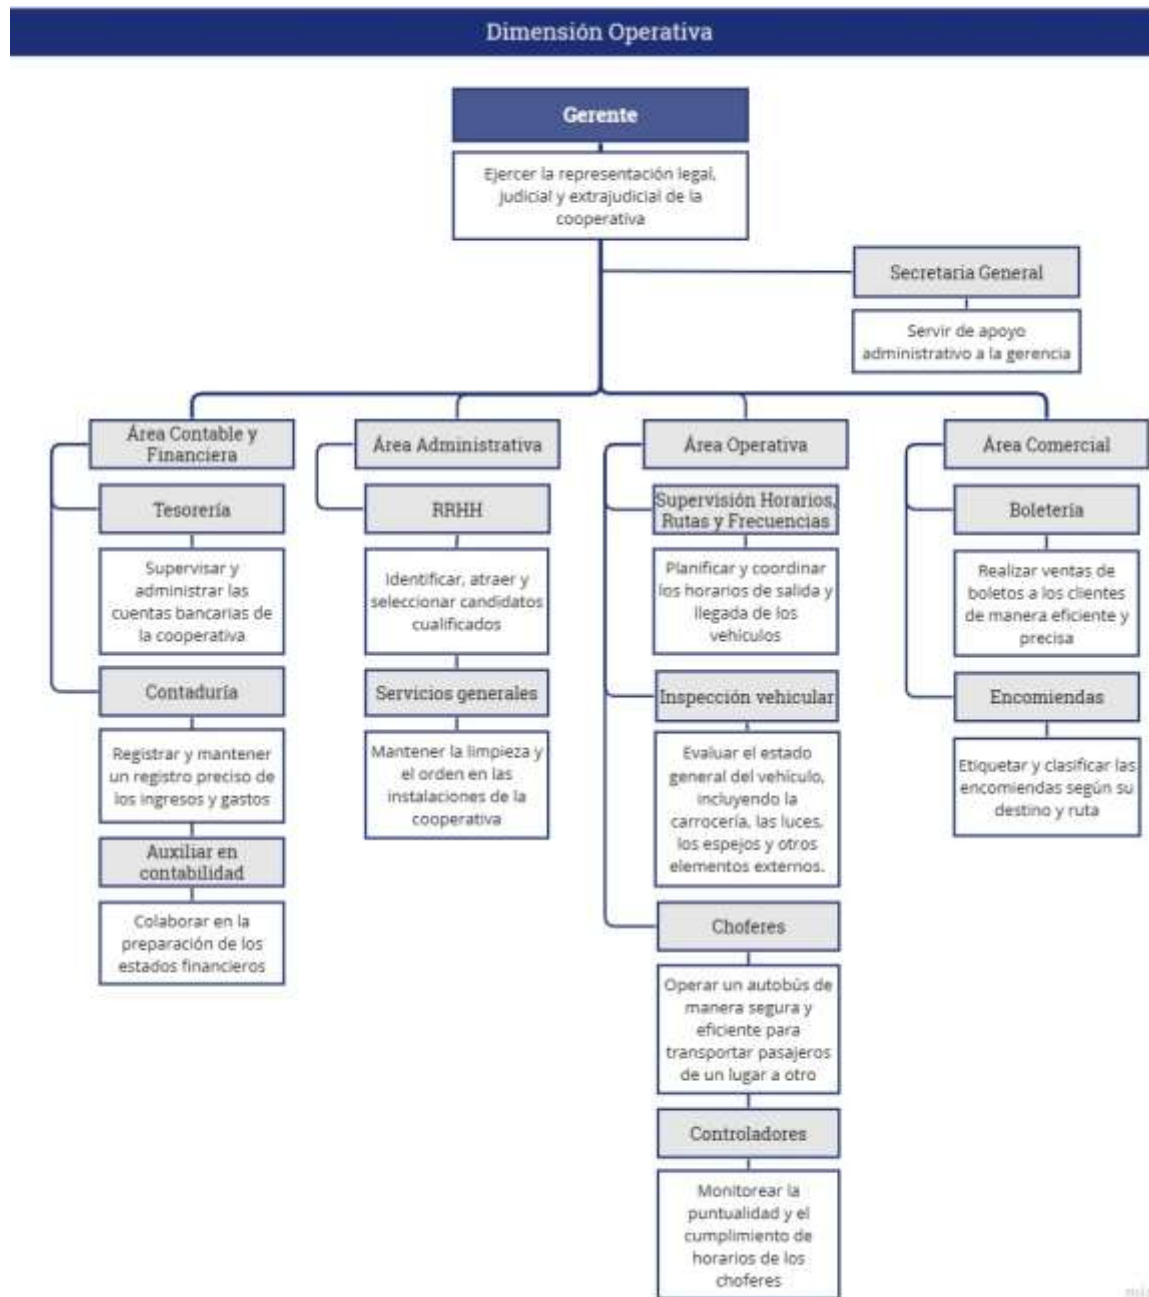 Dimensión Operativa
Gerente
Ejercer la representación legal,
judicial y extrajudicial de la
cooperativa
Secretaria General
Servir de apoyo
administrativo a la gerencia
Área Contable y
Financiera
Tesorería
Supervisar y
administrar las
cuentas bancarias de
la cooperativa
Contaduría
Registrar y mantener
un registro preciso de
los ingresos y gastos
Auxiliar en
contabilidad
Colaborar en la
preparación de los
estados financieros
Área Administrativa
RRHH
Identificar, atraer y
seleccionar candidatos
cualificados
Servicios generales
Mantener la limpieza y
el orden en las
instalaciones de la
cooperativa
Área Operativa
Supervisión Horarios,
Rutas y Frecuencias
Planificar y coordinar
los horarios de salida y
llegada de los
vehículos
Inspección vehicular
Evaluar el estado
general del vehículo,
incluyendo la
carrocería, las luces,
los espejos y otros
elementos externos.
Choferes
Operar un autobús de
manera segura y
eficiente para
transportar pasajeros
de un lugar a otro
Controladores
Monitorear la
puntualidad y el
cumplimiento de
horarios de los
choferes
Área Comercial
Boletería
Realizar ventas de
boletos a los clientes
de manera eficiente y
precisa
Encomiendas
Etiquetar y clasificar las
encomiendas según su
destino y ruta